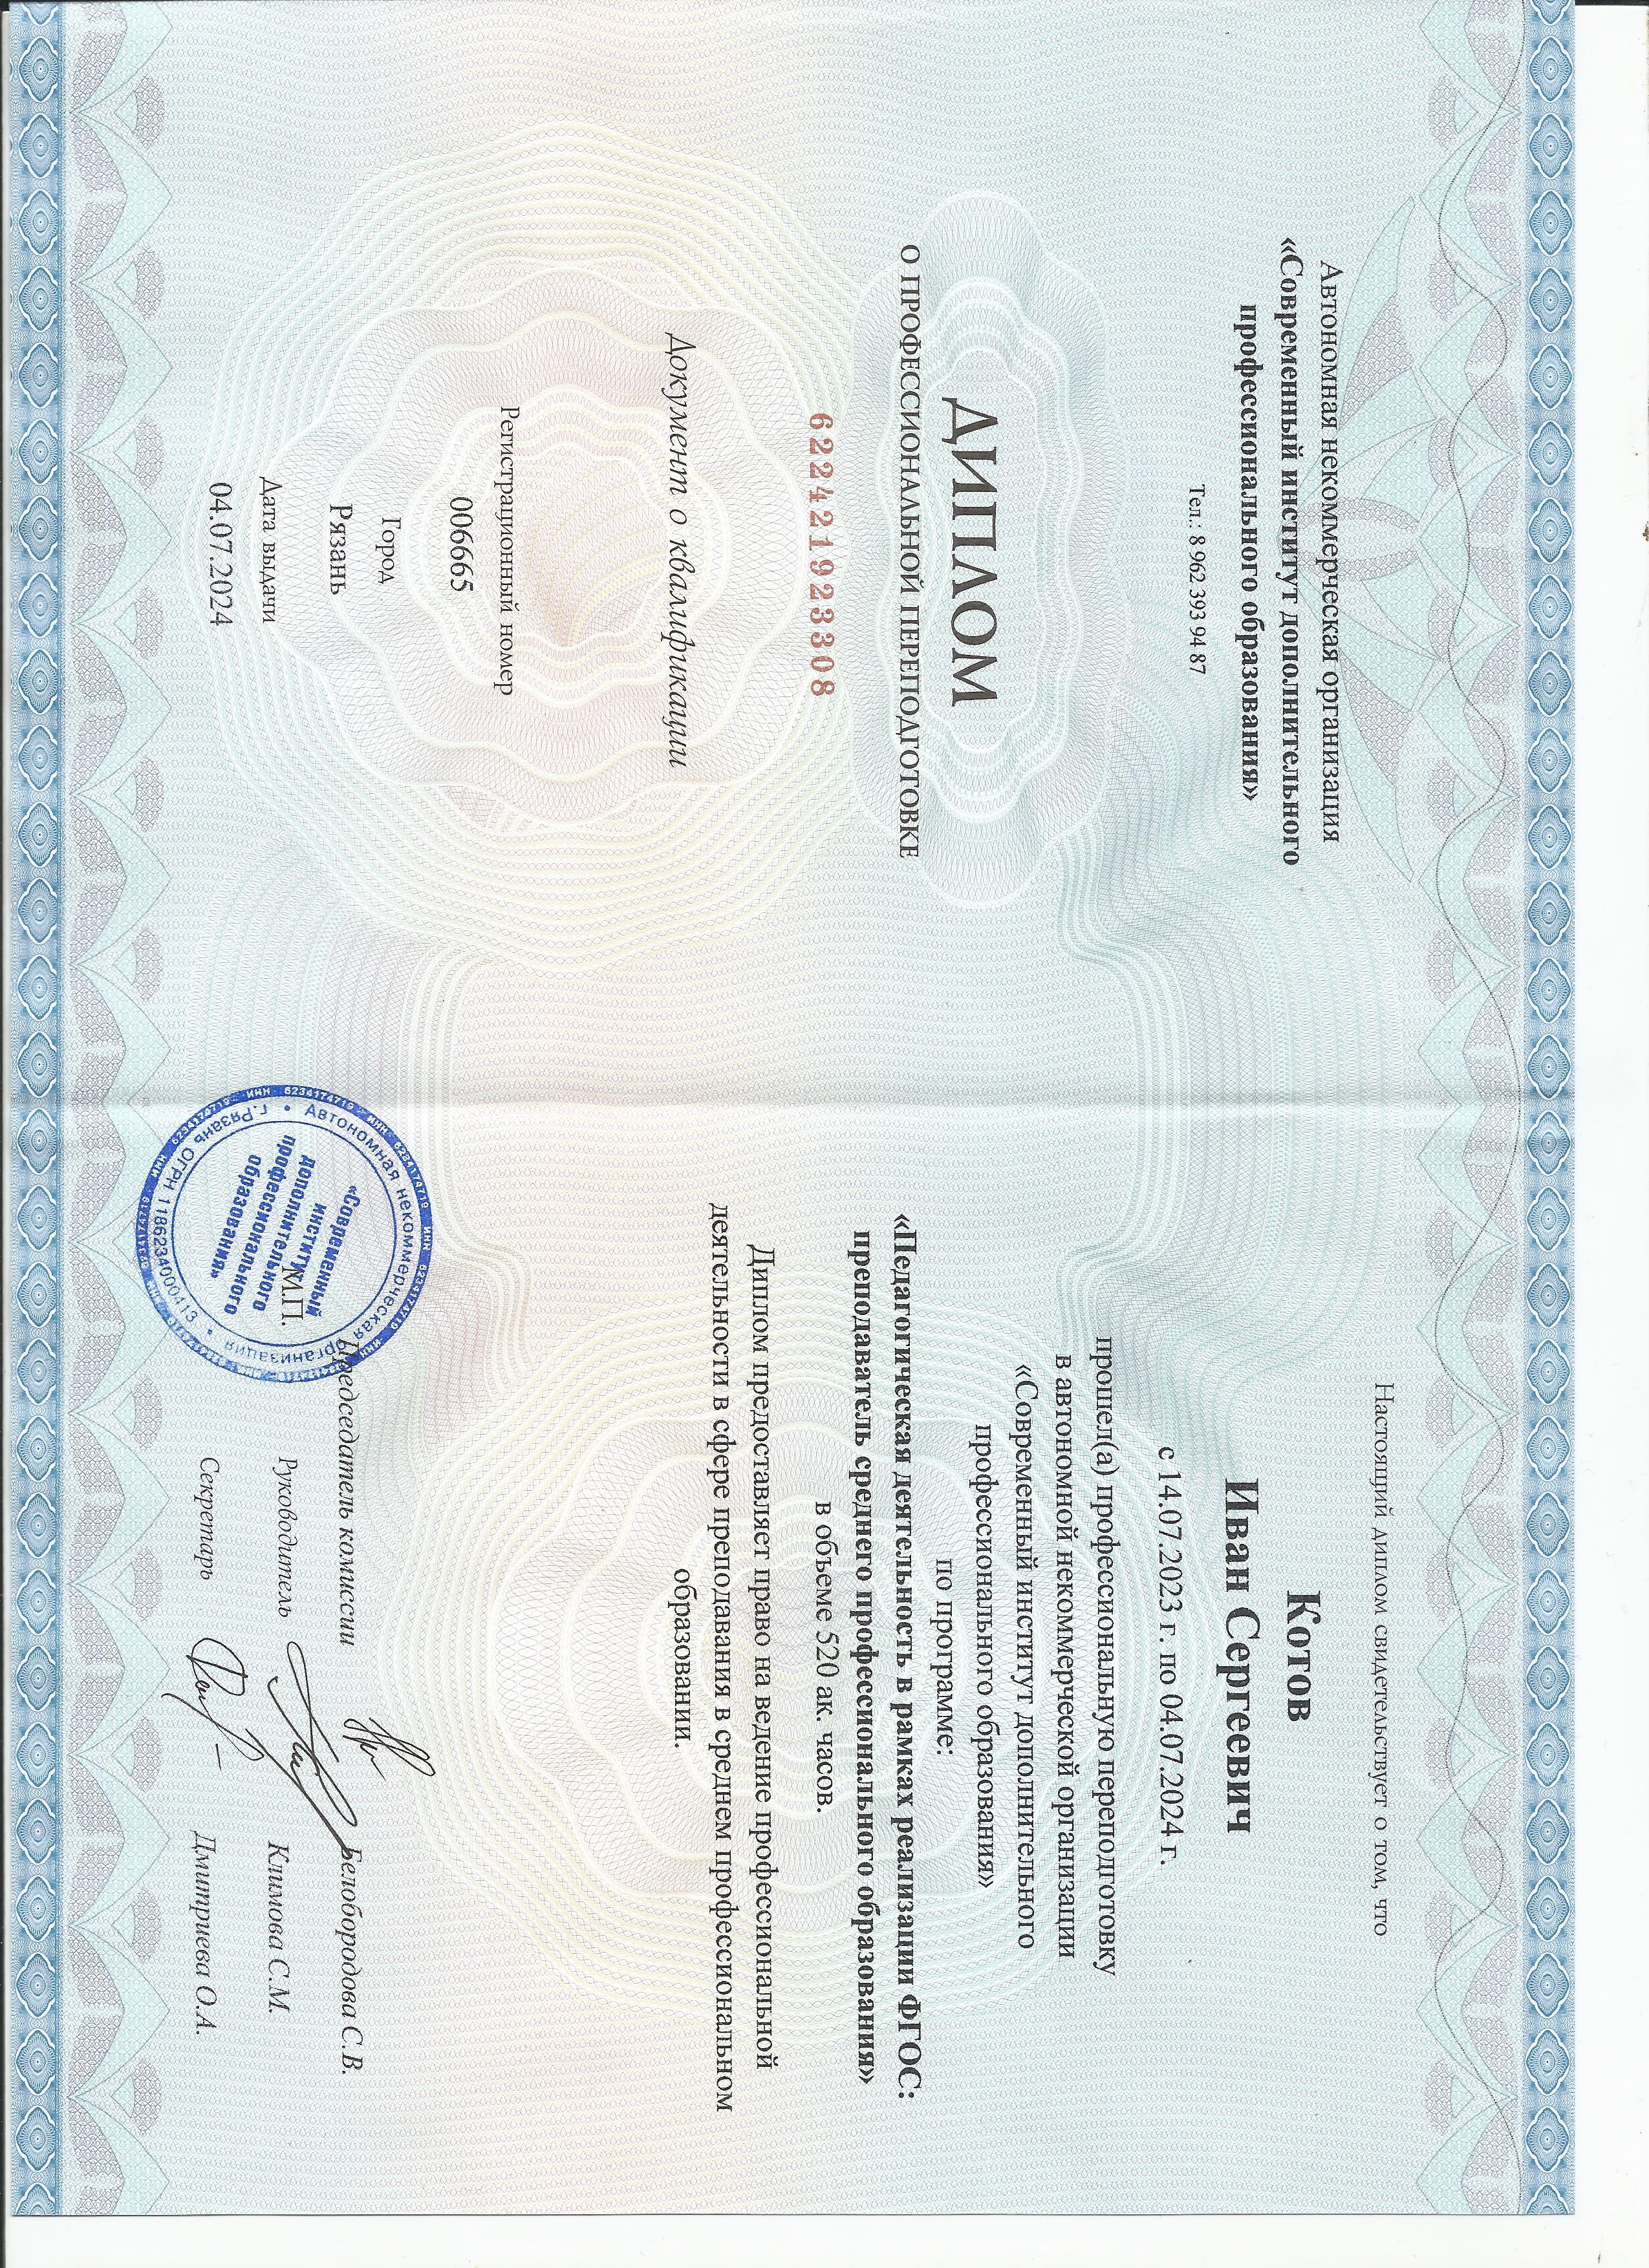 Автономная некоммерческая организация
«Современный институт дополнительного
профессионального образования»
Тел.: 8 962 393 94 87
ДИПЛОМ
О ПРОФЕССИОНАЛЬНОЙ ПЕРЕПОДГОТОВКЕ
622421923308
Документ о квалификации
Регистрационный номер
006665
Город
Рязань
Дата выдачи
04.07.2024
Настоящий диплом свидетельствует о том, что
Котов
Иван Сергеевич
с 14.07.2023 г. по 04.07.2024 г.
прошел(а) профессиональную переподготовку
в автономной некоммерческой организации
«Современный институт дополнительного
профессионального образования»
по программе:
«Педагогическая деятельность в рамках реализации ФГОС:
преподаватель среднего профессионального образования»
в объеме 520 ак. часов.
Диплом предоставляет право на ведение профессиональной
деятельности в сфере преподавания в среднем профессиональном
образовании.
Председатель комиссии Белобородова С.В.
М.П.
Руководитель Климова С.М.
Секретарь Дмитриева О.А.
Автономная некоммерческая организация • г.Рязань ОГРН 1186234000413
ИНН 6234174719
«Современный
институт
дополнительного
профессионального
образования»